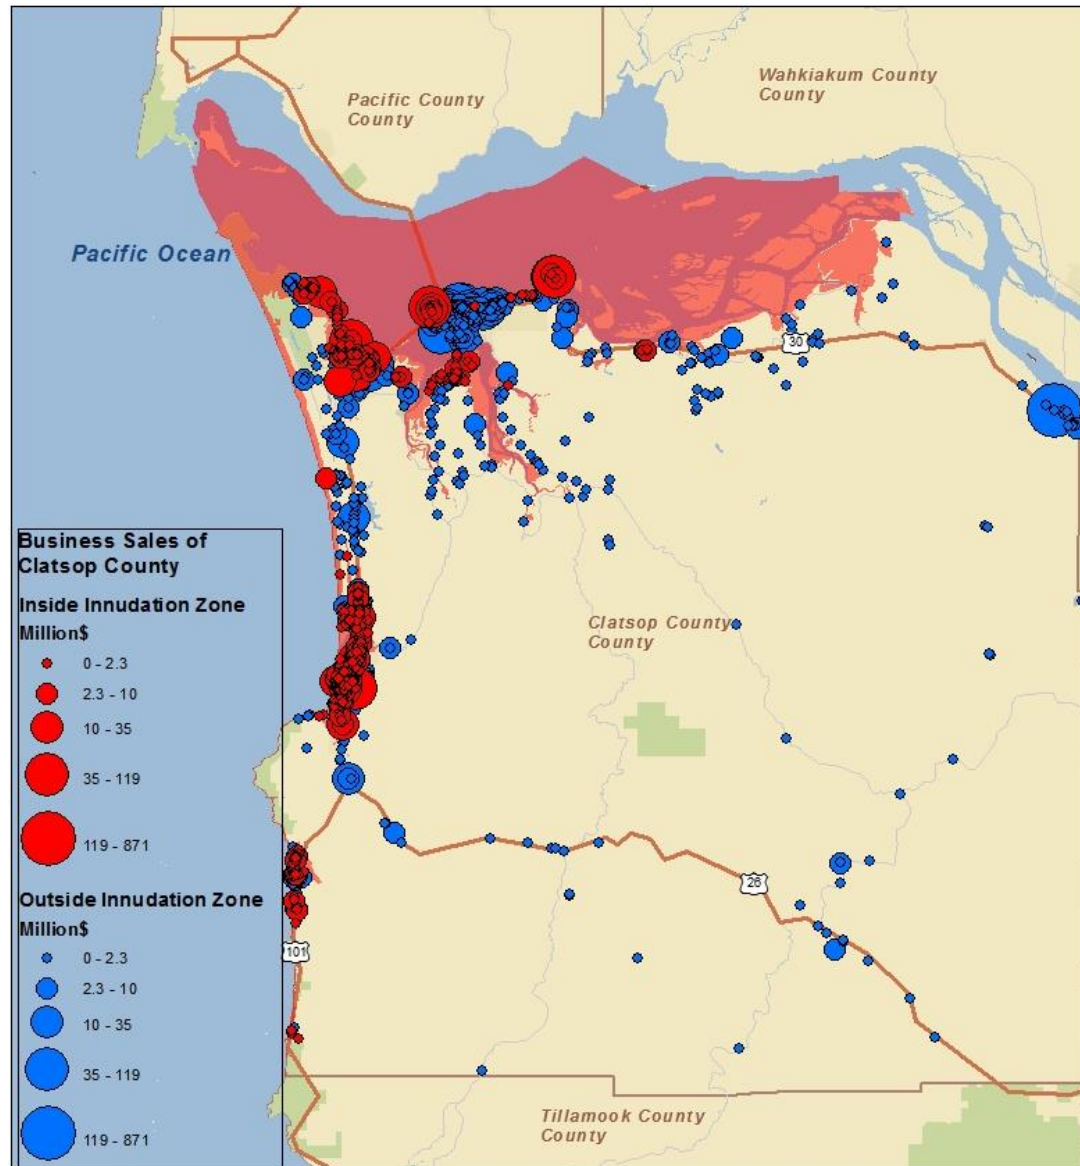 Wahkiakum County
County
Pacific County
County
Pacific Ocean
30
Business Sales of
Clatsop County
Inside Innudation Zone
Million$
0 - 2.3
2.3 - 10
10 - 35
35 - 119
119 - 871
Clatsop County
County
26
Outside Innudation Zone
Million$
101
0 - 2.3
2.3 - 10
10 - 35
35 - 119
119 - 871
Tillamook County
County